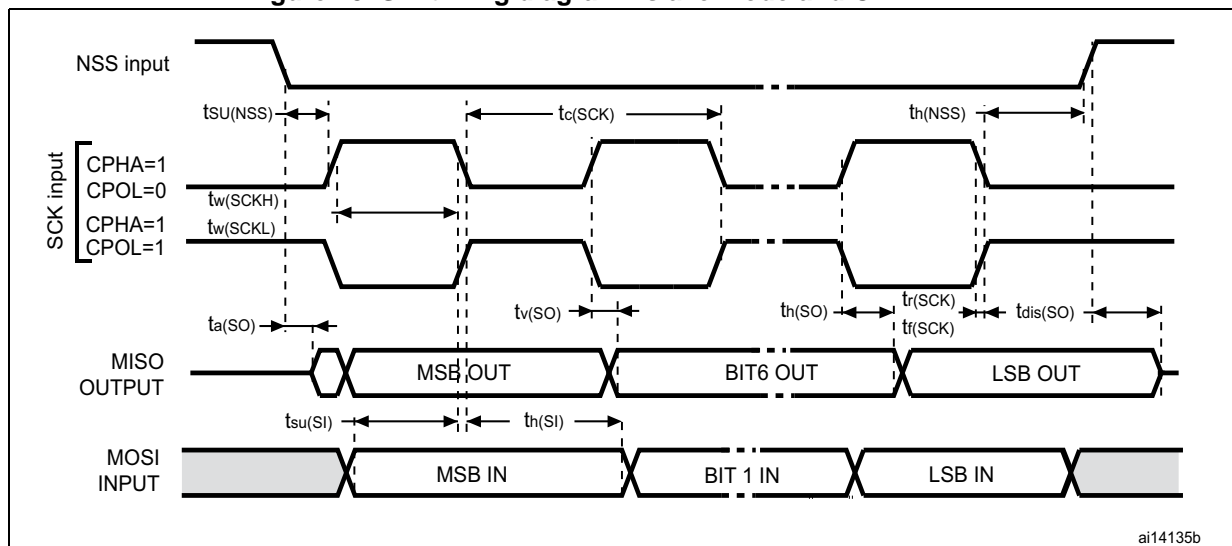 NSS input
tSU(NSS)
tc(SCK)
th(NSS)
SCK input
CPHA=1
CPOL=0
tw(SCKH)
CPHA=1
tw(SCKL)
CPOL=1
ta(SO)
tv(SO)
th(SO)
tr(SCK)
tf(SCK)
tdis(SO)
MISO
OUTPUT
MSB OUT
BIT6 OUT
LSB OUT
tsu(SI)
th(SI)
MOSI
INPUT
MSB IN
BIT 1 IN
LSB IN
ai14135b